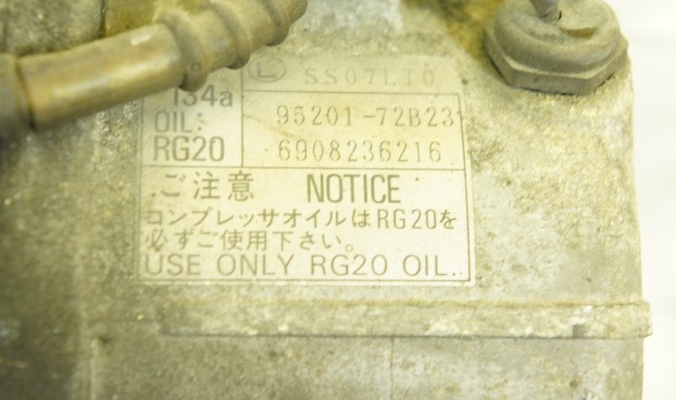 SS07LT0
134a
95201-72B23
OIL:
RG20
6908236216
ご注意 NOTICE
コンプレッサオイルはRG20を
必ずご使用下さい。
USE ONLY RG20 OIL.